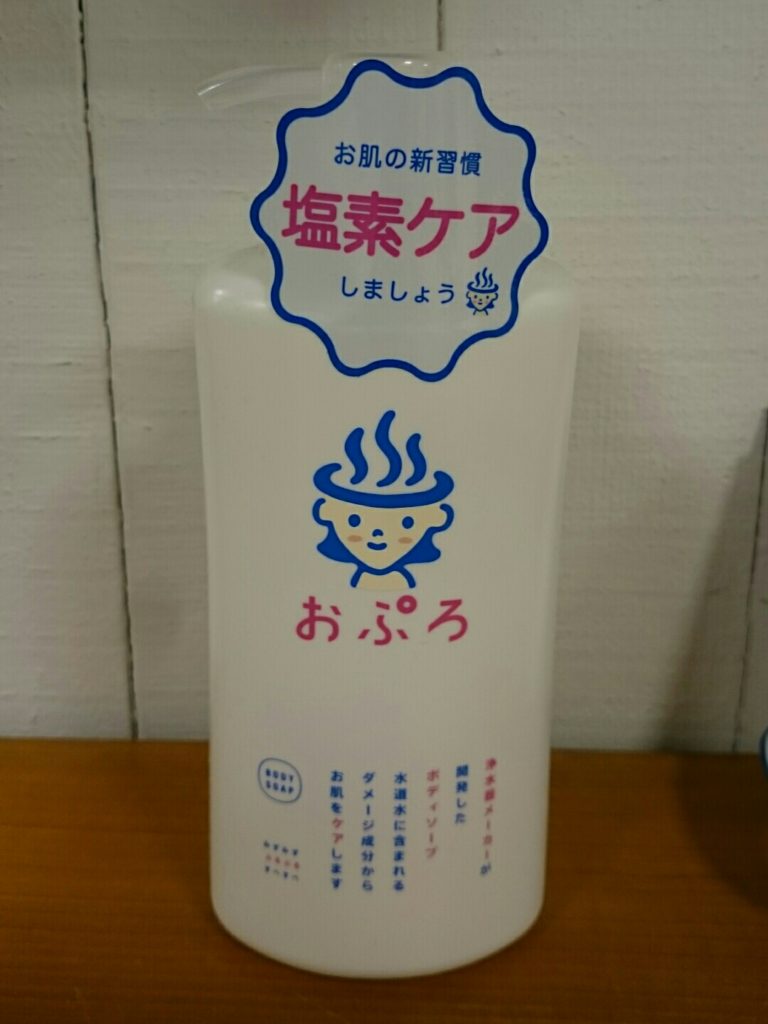 お肌の新習慣
塩素ケア
しましょう
おぷろ
浄水器メーカーが
開発した
ボディソープ
水道水に含まれる
ダメージ成分から
お肌をケアします
BODY
SOAP